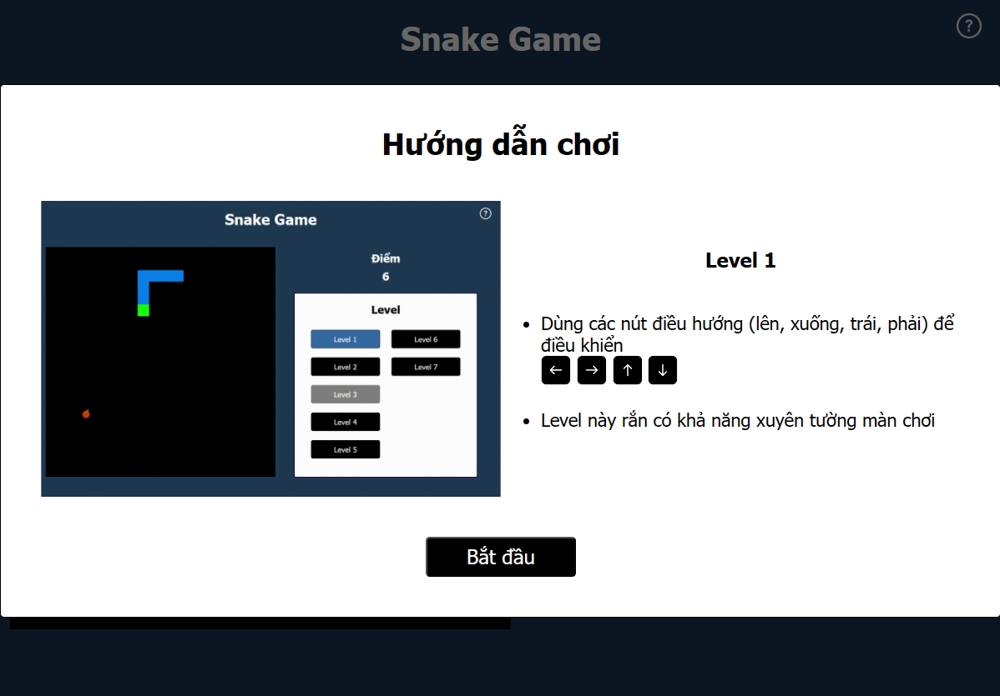 Snake Game
?
Hướng dẫn chơi
Snake Game
?
Điểm
6
Level
Level 1
Level 6
Level 2
Level 7
Level 3
Level 4
Level 5
Level 1
• Dùng các nút điều hướng (lên, xuống, trái, phải) để
điều khiển
← → ↑ ↓
• Level này rắn có khả năng xuyên tường màn chơi
Bắt đầu